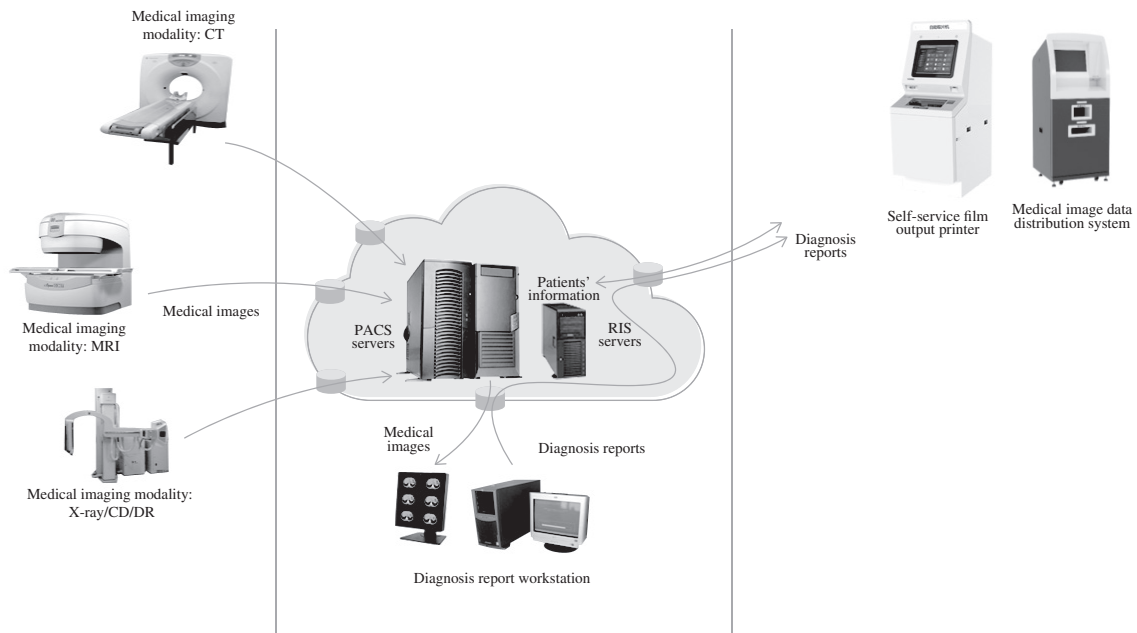 Medical imaging
modality: CT
Medical imaging
modality: MRI
Medical images
Medical imaging modality:
X-ray/CD/DR
PACS
servers
Patients’
information
RIS
servers
Medical
images
Diagnosis reports
Diagnosis report workstation
Diagnosis
reports
Self-service film
output printer
Medical image data
distribution system